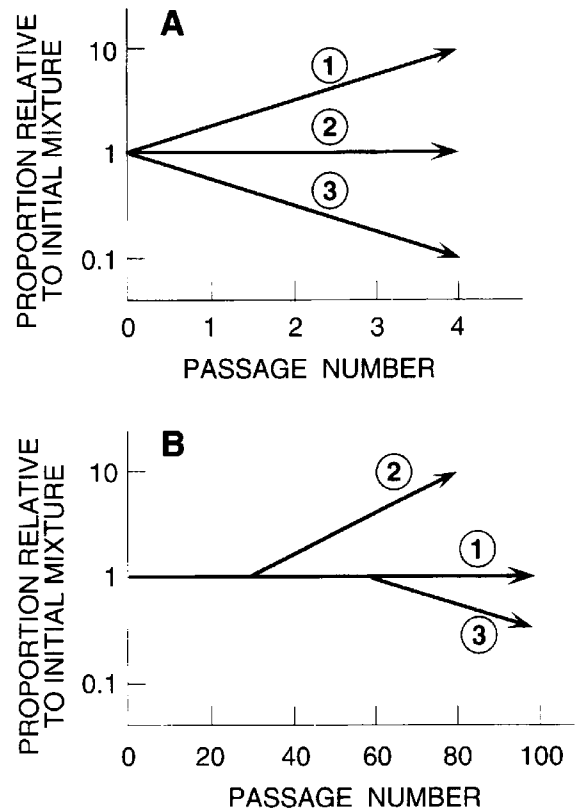 A
PROPORTION RELATIVE
TO INITIAL MIXTURE
10
1
0.1
1
2
3
0 1 2 3 4
PASSAGE NUMBER
B
PROPORTION RELATIVE
TO INITIAL MIXTURE
10
1
0.1
2
1
3
0 20 40 60 80 100
PASSAGE NUMBER